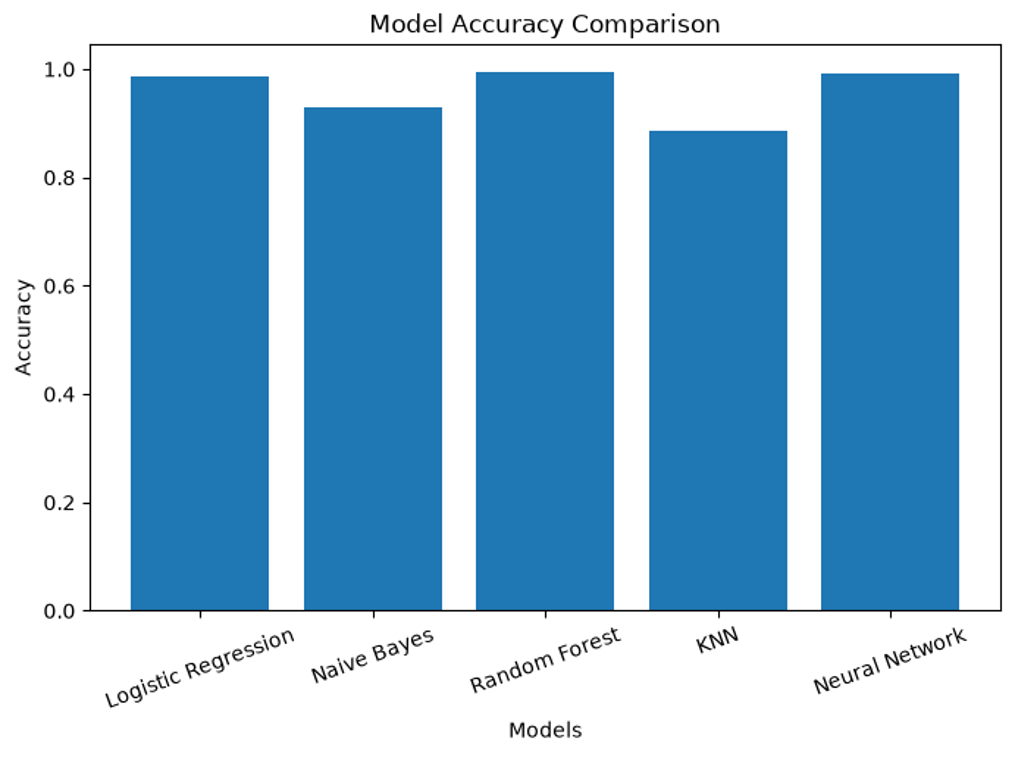 Model Accuracy Comparison
1.0
0.8
0.6
0.4
0.2
0.0
Accuracy
Logistic Regression
Naive Bayes
Random Forest
KNN
Neural Network
Models